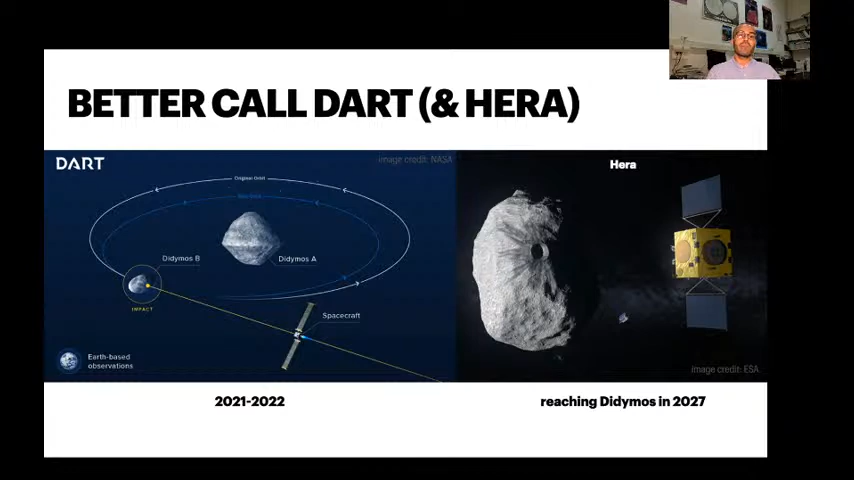 BETTER CALL DART (& HERA)
DART
image credit: NASA
Original Orbit
Didymos B
Didymos A
IMPACT
Spacecraft
Earth-based
observations
Hera
image credit: ESA
2021-2022
reaching Didymos in 2027